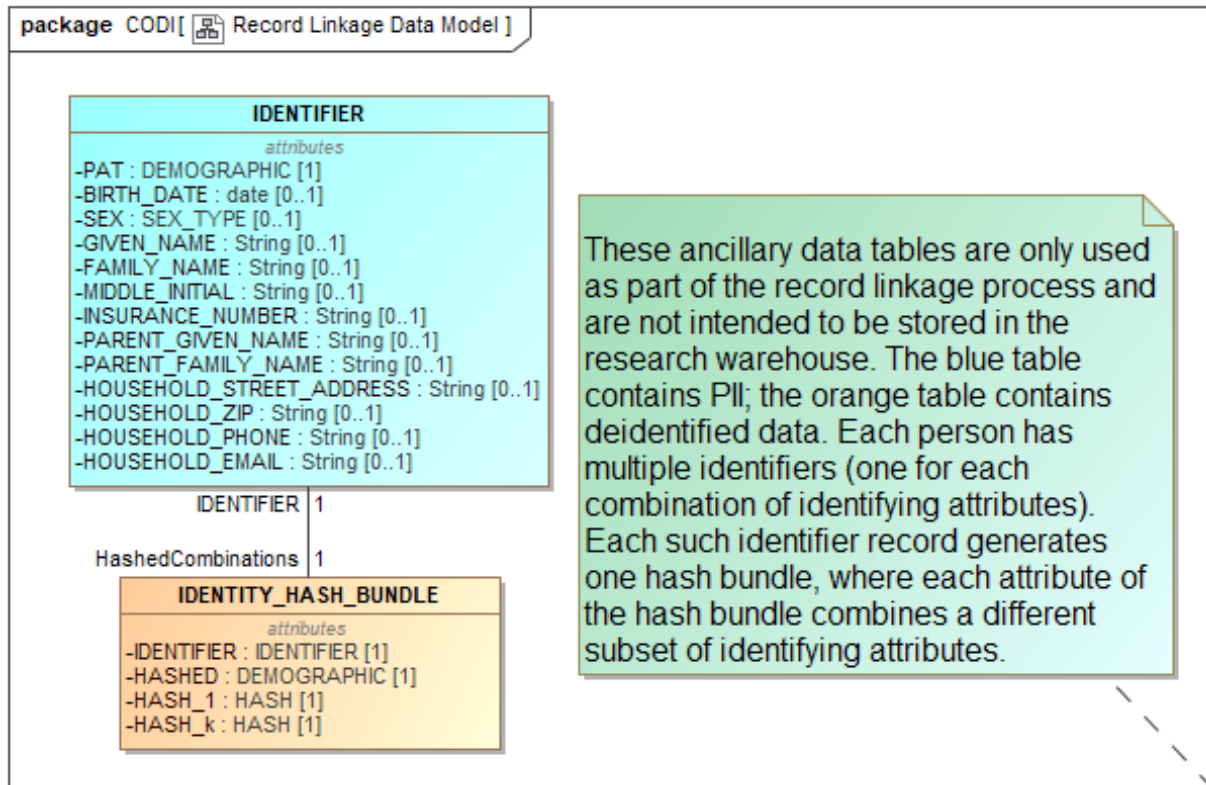 package CODI[ Record Linkage Data Model ]
IDENTIFIER
attributes
-PAT : DEMOGRAPHIC [1]
-BIRTH_DATE : date [0..1]
-SEX : SEX_TYPE [0..1]
-GIVEN_NAME : String [0..1]
-FAMILY_NAME : String [0..1]
-MIDDLE_INITIAL : String [0..1]
-INSURANCE_NUMBER : String [0..1]
-PARENT_GIVEN_NAME : String [0..1]
-PARENT_FAMILY_NAME : String [0..1]
-HOUSEHOLD_STREET_ADDRESS : String [0..1]
-HOUSEHOLD_ZIP : String [0..1]
-HOUSEHOLD_PHONE : String [0..1]
-HOUSEHOLD_EMAIL : String [0..1]
IDENTIFIER 1
HashedCombinations 1
IDENTITY_HASH_BUNDLE
attributes
-IDENTIFIER : IDENTIFIER [1]
-HASHED : DEMOGRAPHIC [1]
-HASH_1 : HASH [1]
-HASH_k : HASH [1]
These ancillary data tables are only used
as part of the record linkage process and
are not intended to be stored in the
research warehouse. The blue table
contains PII; the orange table contains
deidentified data. Each person has
multiple identifiers (one for each
combination of identifying attributes).
Each such identifier record generates
one hash bundle, where each attribute of
the hash bundle combines a different
subset of identifying attributes.